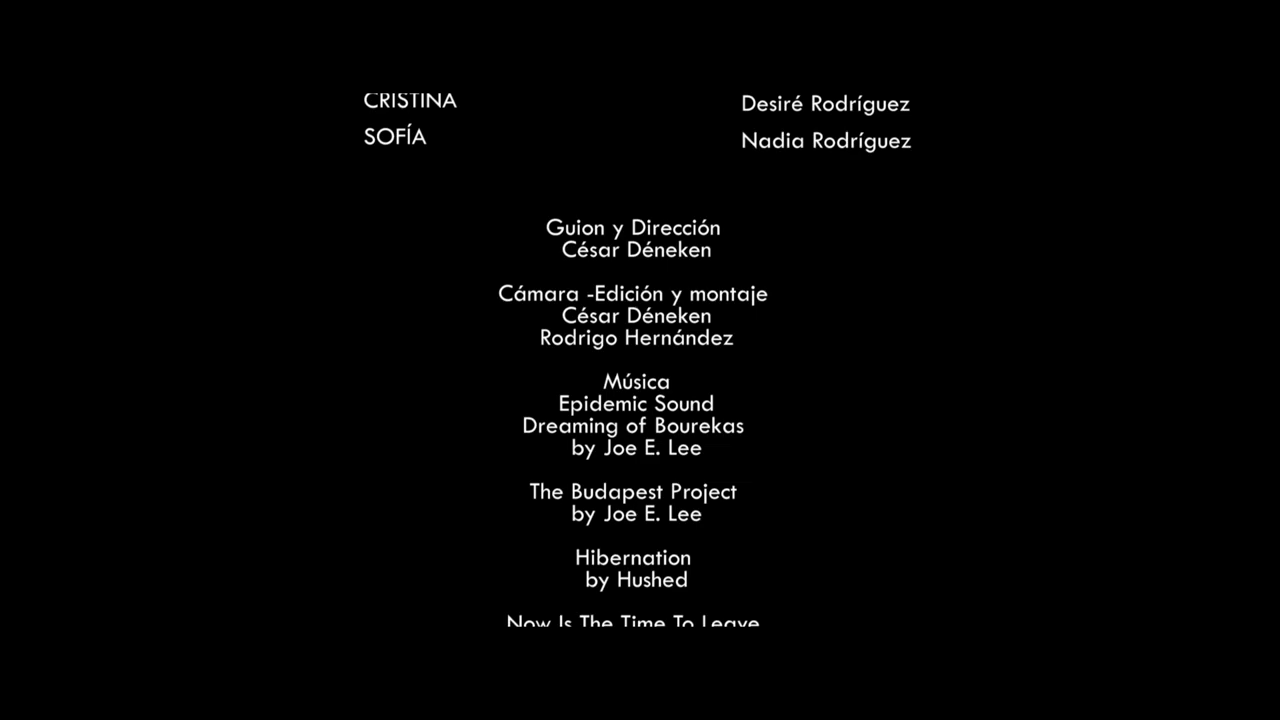 CRISTINA Desiré Rodríguez
SOFÍA Nadia Rodríguez
Guion y Dirección
César Déneken
Cámara -Edición y montaje
César Déneken
Rodrigo Hernández
Música
Epidemic Sound
Dreaming of Bourekas
by Joe E. Lee
The Budapest Project
by Joe E. Lee
Hibernation
by Hushed
Now Is The Time To Leave